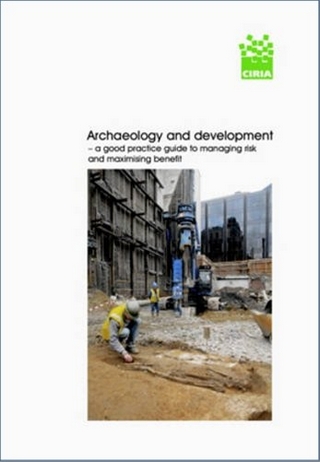 CIRIA
Archaeology and development
– a good practice guide to managing risk
and maximising benefit